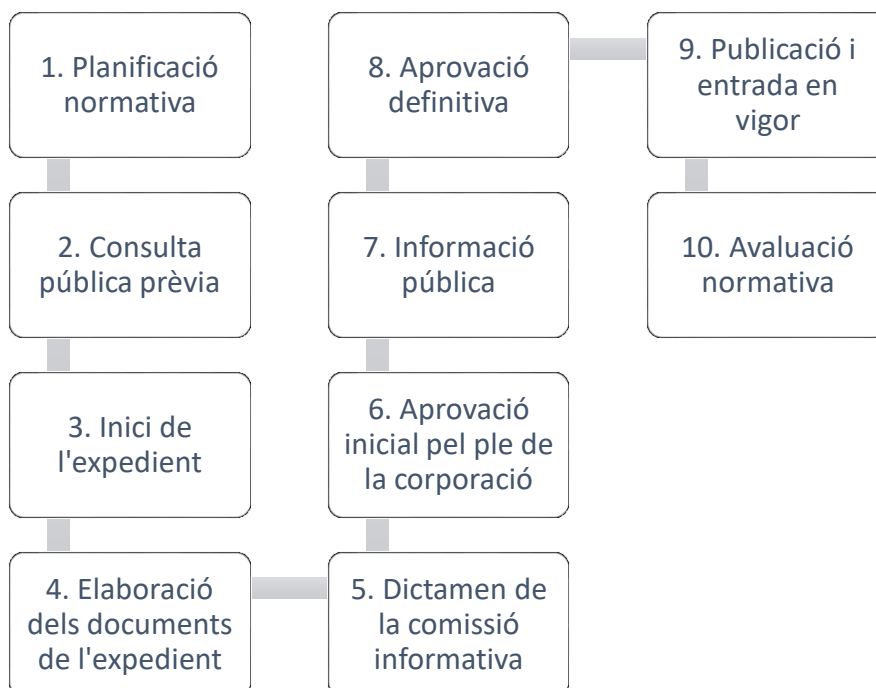 1. Planificació
normativa
2. Consulta
pública prèvia
3. Inici de
l'expedient
4. Elaboració
dels documents
de l'expedient
5. Dictamen de
la comissió
informativa
6. Aprovació
inicial pel ple de
la corporació
7. Informació
pública
8. Aprovació
definitiva
9. Publicació i
entrada en
vigor
10. Avaluació
normativa